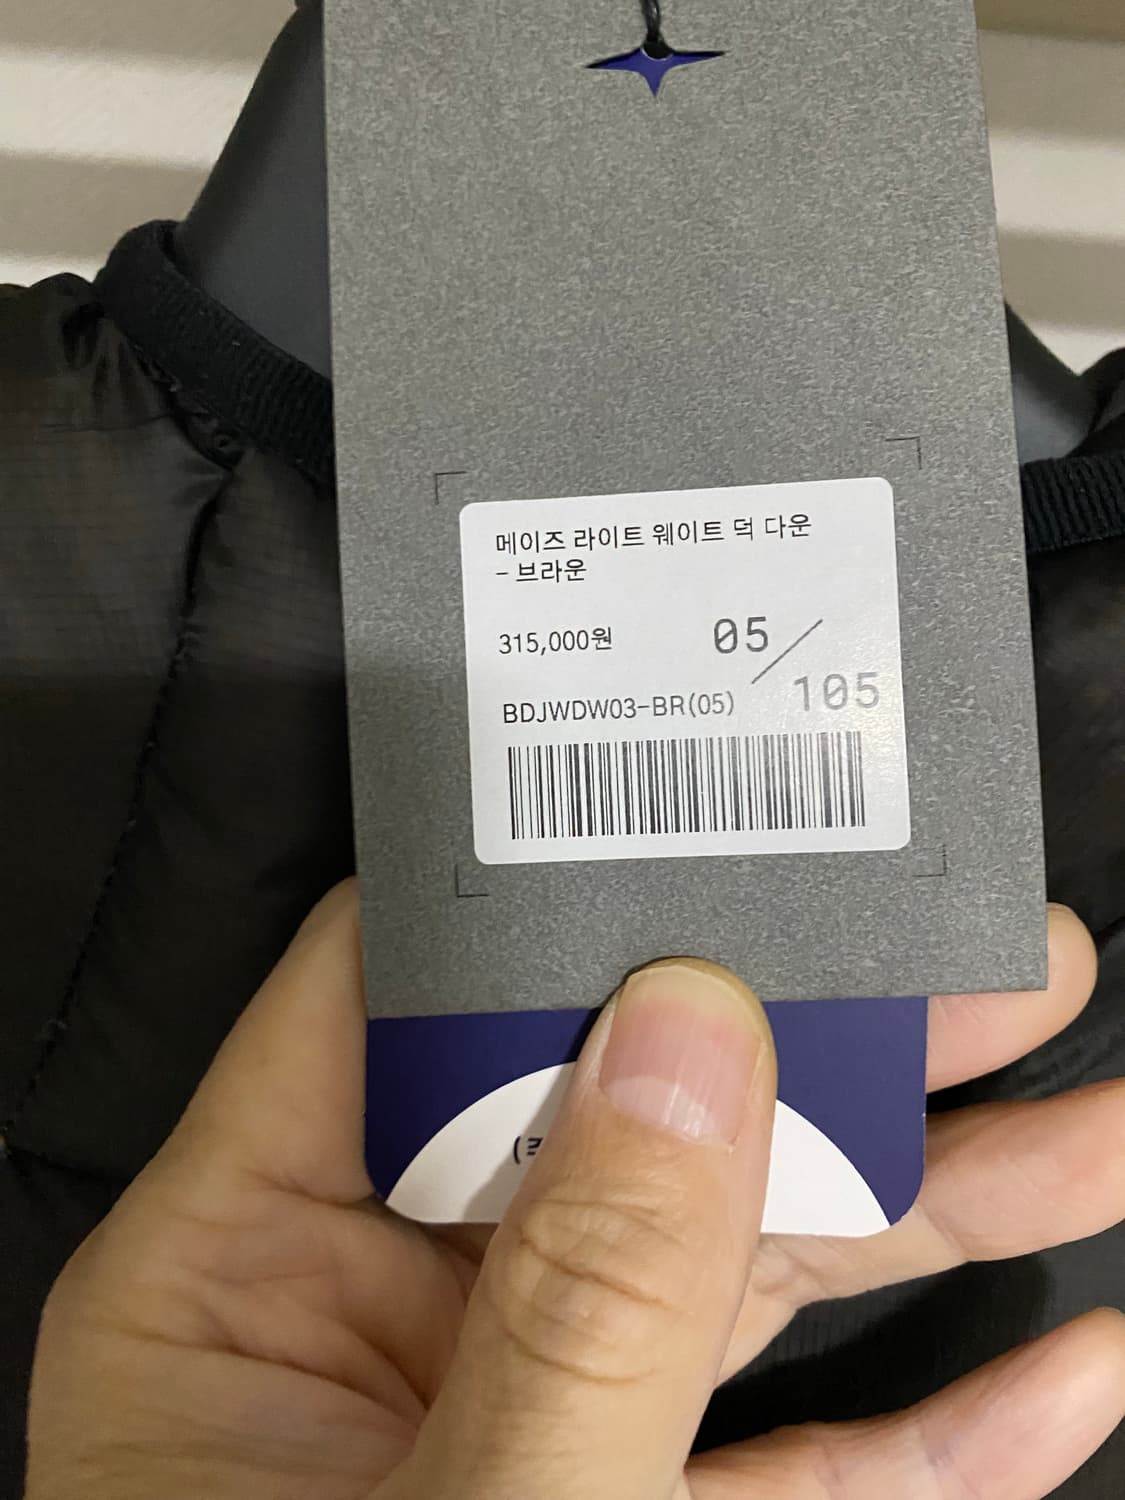 메이즈 라이트 웨이트 덕 다운
- 브라운
315,000원
05/105
BDJWDW03-BR(05)